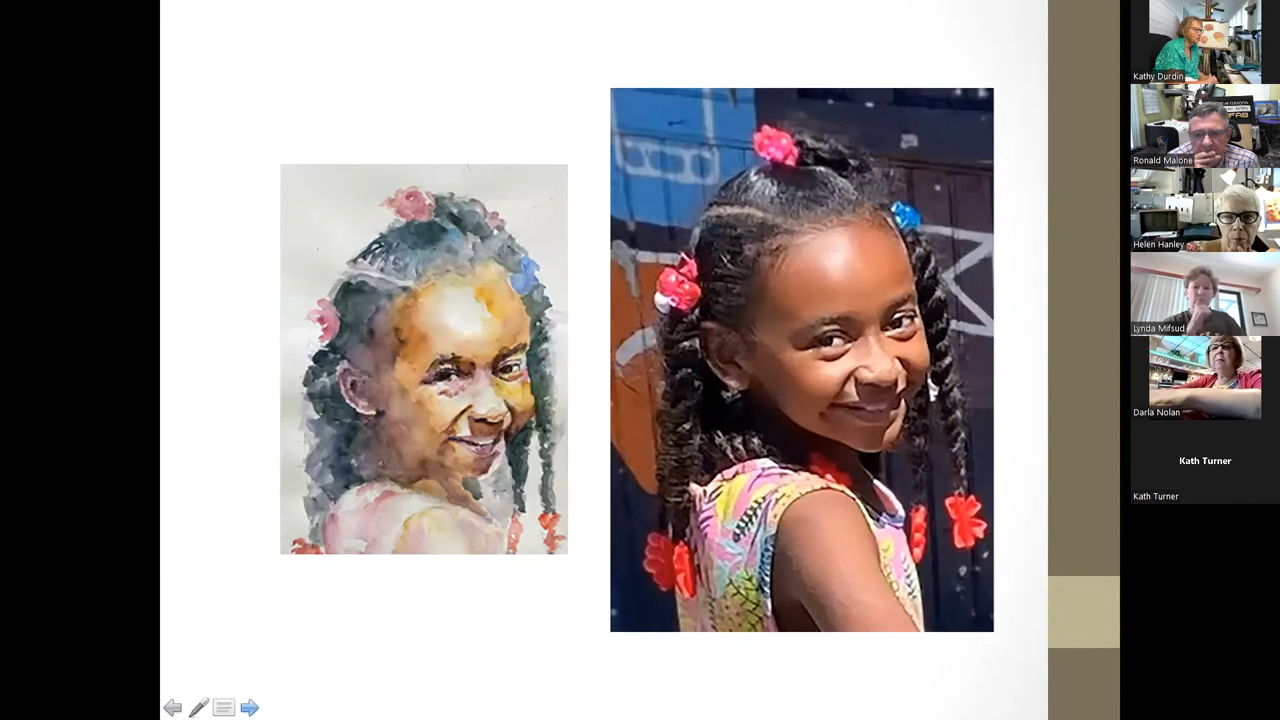 Kathy Durdin
Ronald Malone
Helen Hanley
Lynda Mifsud
Darla Nolan
Kath Turner
Kath Turner